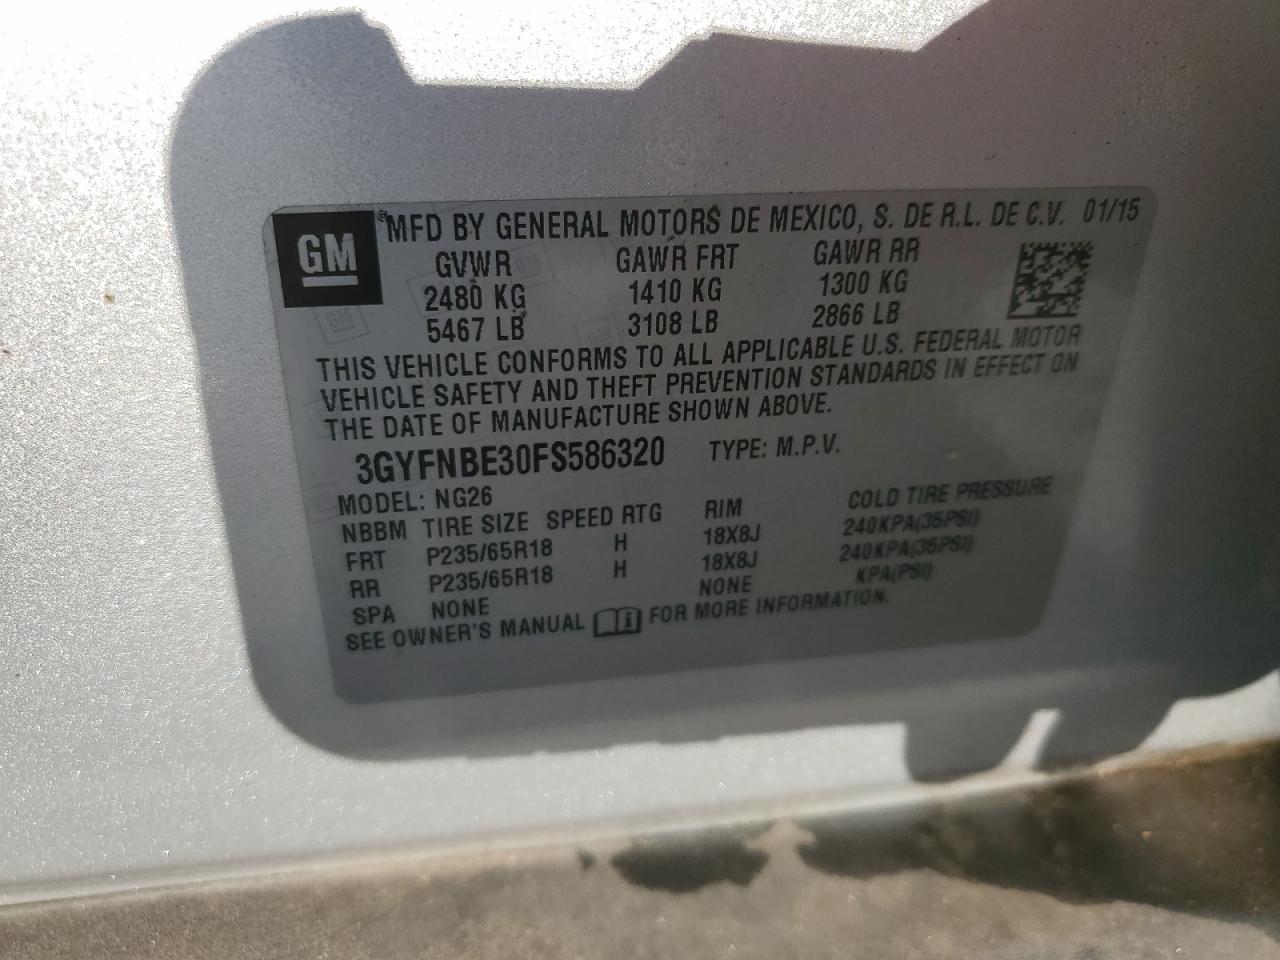 GM ® MFD BY GENERAL MOTORS DE MEXICO, S. DE R.L. DE C.V. 01/15
GVWR GAWR FRT GAWR RR
2480 KG 1410 KG 1300 KG
5467 LB 3108 LB 2866 LB
THIS VEHICLE CONFORMS TO ALL APPLICABLE U.S. FEDERAL MOTOR
VEHICLE SAFETY AND THEFT PREVENTION STANDARDS IN EFFECT ON
THE DATE OF MANUFACTURE SHOWN ABOVE.
3GYFNBE30FS586320 TYPE: M.P.V.
MODEL: NG26
NBBM TIRE SIZE SPEED RTG RIM COLD TIRE PRESSURE
FRT P235/65R18 H 18X8J 240KPA(35PSI)
RR P235/65R18 H 18X8J 240KPA(35PSI)
SPA NONE NONE KPA(PSI)
SEE OWNER'S MANUAL i FOR MORE INFORMATION.